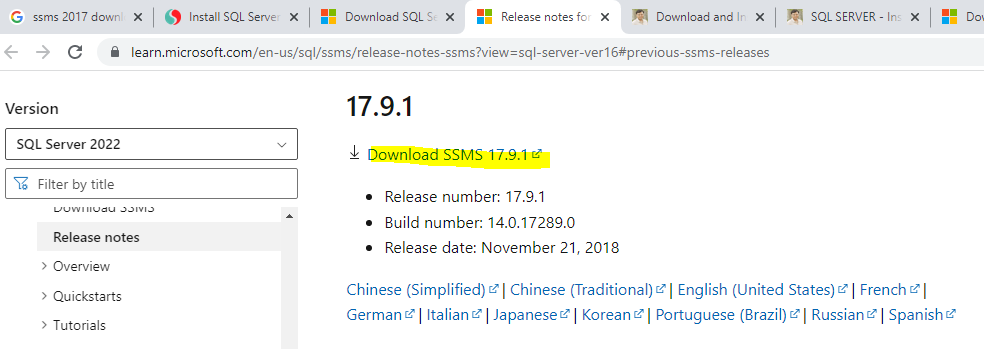 ssms 2017 downl
Install SQL Server
Download SQL Se
Release notes for
Download and In
SQL SERVER - Ins
Do
learn.microsoft.com/en-us/sql/ssms/release-notes-ssms?view=sql-server-ver16#previous-ssms-releases
Version
SQL Server 2022
Filter by title
Download SSMS
Release notes
Overview
Quickstarts
Tutorials
17.9.1
Download SSMS 17.9.1
Release number: 17.9.1
Build number: 14.0.17289.0
Release date: November 21, 2018
Chinese (Simplified) | Chinese (Traditional) | English (United States) | French |
German | Italian | Japanese | Korean | Portuguese (Brazil) | Russian | Spanish